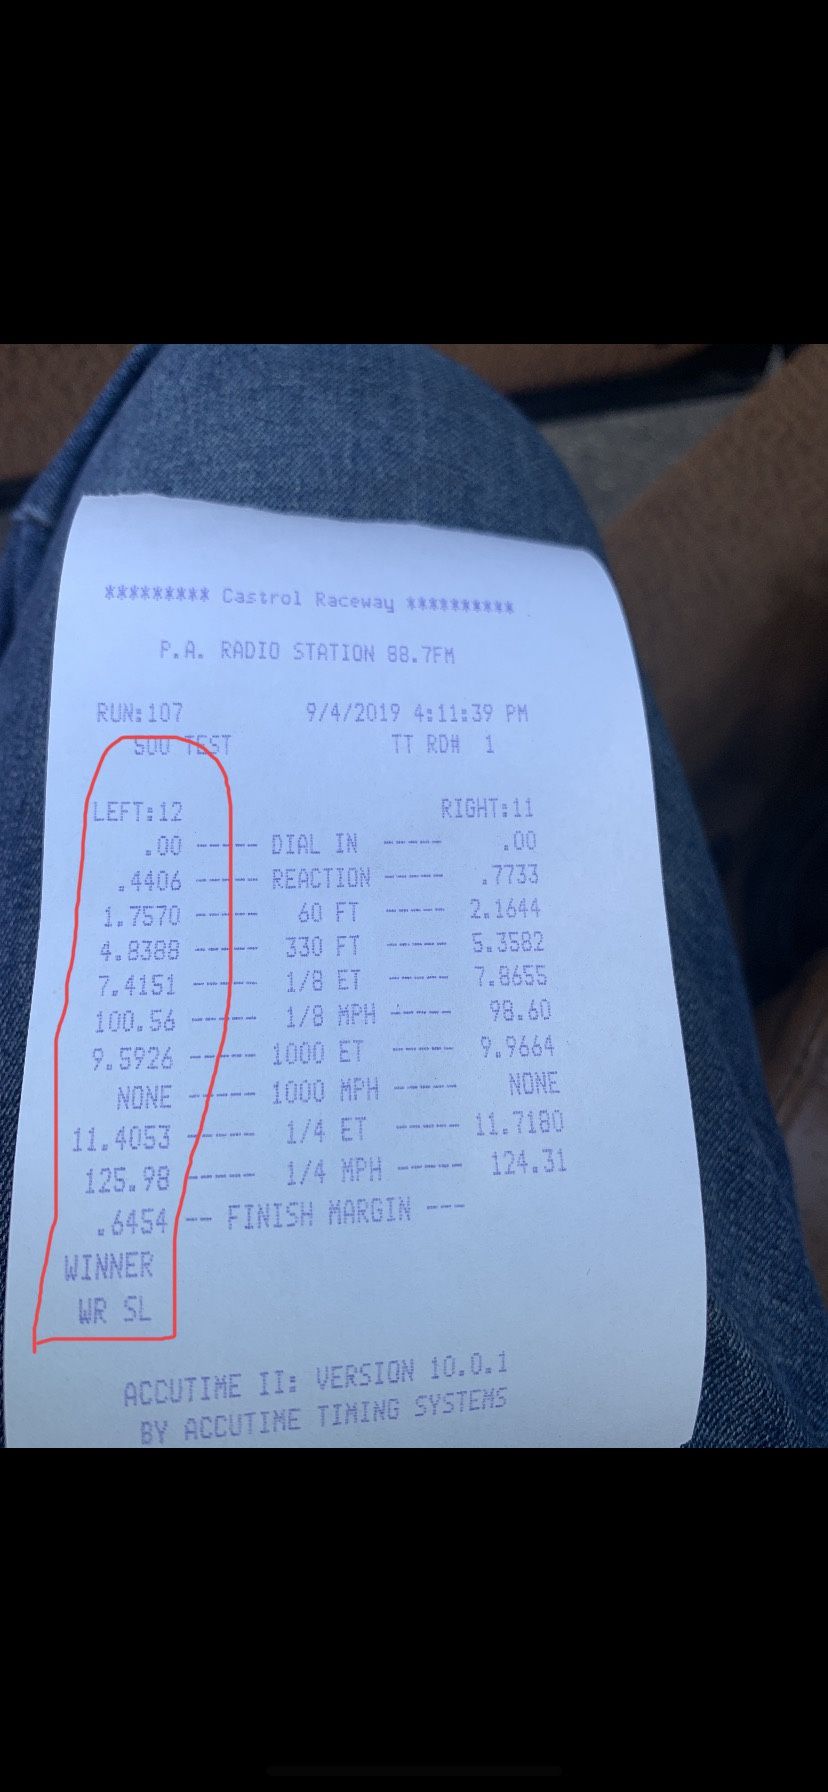 ********* Castrol Raceway **********
P.A. RADIO STATION 88.7FM
RUN:107 9/4/2019 4:11:39 PM
TEST TT RD# 1
LEFT:12 RIGHT:11
.00 ----- DIAL IN ----- .00
.4406 ----- REACTION ----- .7733
1.7570 ----- 60 FT ----- 2.1644
4.8388 ----- 330 FT ----- 5.3582
7.4151 ----- 1/8 ET ----- 7.8655
100.56 ----- 1/8 MPH ----- 98.60
9.5926 ----- 1000 ET ----- 9.9664
NONE ----- 1000 MPH ----- NONE
11.4053 ----- 1/4 ET ----- 11.7180
125.98 ----- 1/4 MPH ----- 124.31
.6454 -- FINISH MARGIN ---
WINNER
WR SL
ACCUTIME II: VERSION 10.0.1
BY ACCUTIME TIMING SYSTEMS